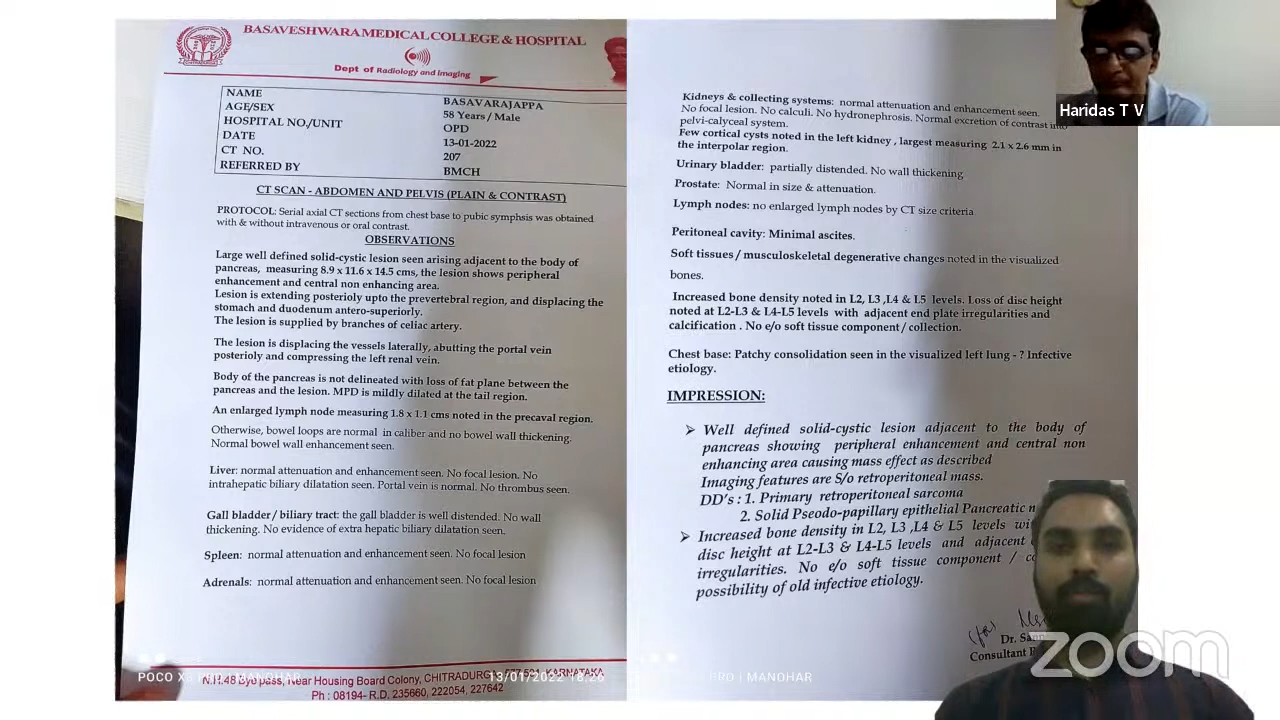 BASAVESHWARA MEDICAL COLLEGE & HOSPITAL
Dept of Radiology and Imaging
NAME BASAVARAJAPPA
AGE/SEX 58 Years / Male
HOSPITAL NO./UNIT OPD
DATE 13-01-2022
CT NO. 207
REFERRED BY BMCH
CT SCAN - ABDOMEN AND PELVIS (PLAIN & CONTRAST)
PROTOCOL: Serial axial CT sections from chest base to pubic symphsis was obtained
with & without intravenous or oral contrast.
OBSERVATIONS
Large well defined solid-cystic lesion seen arising adjacent to the body of
pancreas, measuring 8.9 x 11.6 x 14.5 cms, the lesion shows peripheral
enhancement and central non enhancing area.
Lesion is extending posterioly upto the prevertebral region, and displacing the
stomach and duodenum antero-superiorly.
The lesion is supplied by branches of celiac artery.
The lesion is displacing the vessels laterally, abutting the portal vein
posterioly and compressing the left renal vein.
Body of the pancreas is not delineated with loss of fat plane between the
pancreas and the lesion. MPD is mildly dilated at the tail region.
An enlarged lymph node measuring 1.8 x 1.1 cms noted in the precaval region.
Otherwise, bowel loops are normal in caliber and no bowel wall thickening.
Normal bowel wall enhancement seen.
Liver: normal attenuation and enhancement seen. No focal lesion. No
intrahepatic biliary dilatation seen. Portal vein is normal. No thrombus seen.
Gall bladder / biliary tract: the gall bladder is well distended. No wall
thickening. No evidence of extra hepatic biliary dilatation seen.
Spleen: normal attenuation and enhancement seen. No focal lesion
Adrenals: normal attenuation and enhancement seen. No focal lesion
POCO X3 PRO | MANOHAR 13/01/2022 18:26
Bypass, Near Housing Board Colony, CHITRADURGA KARNATAKA
Ph : 08194- R.D. 235660, 222054, 227642
Kidneys & collecting systems: normal attenuation and enhancement seen.
No focal lesion. No calculi. No hydronephrosis. Normal excretion of contrast into
pelvi-calyceal system.
Few cortical cysts noted in the left kidney , largest measuring 2.1 x 2.6 mm in
the interpolar region.
Urinary bladder: partially distended. No wall thickening
Prostate: Normal in size & attenuation.
Lymph nodes: no enlarged lymph nodes by CT size criteria
Peritoneal cavity: Minimal ascites.
Soft tissues / musculoskeletal degenerative changes noted in the visualized
bones.
Increased bone density noted in L2, L3 ,L4 & L5 levels. Loss of disc height
noted at L2-L3 & L4-L5 levels with adjacent end plate irregularities and
calcification . No e/o soft tissue component / collection.
Chest base: Patchy consolidation seen in the visualized left lung - ? Infective
etiology.
IMPRESSION:
➢ Well defined solid-cystic lesion adjacent to the body of
pancreas showing peripheral enhancement and central non
enhancing area causing mass effect as described
Imaging features are S/o retroperitoneal mass.
DD's : 1. Primary retroperitoneal sarcoma
2. Solid Pseodo-papillary epithelial Pancreatic
➢ Increased bone density in L2, L3 ,L4 & L5 levels
disc height at L2-L3 & L4-L5 levels and adjacent
irregularities. No e/o soft tissue component /
possibility of old infective etiology.
(for)
Dr.
Consultant
PRO | MANOHAR
Haridas T V
zoom